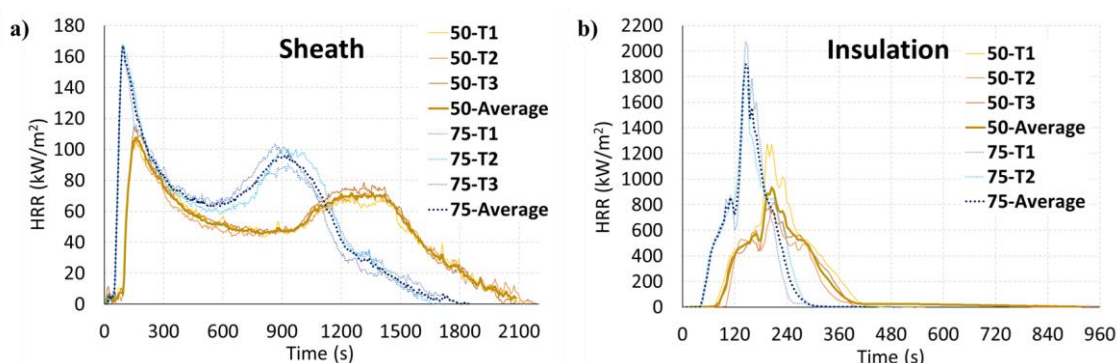 a)
Sheath
HRR (kW/m²)
180
160
140
120
100
80
60
40
20
0
0 300 600 900 1200 1500 1800 2100
Time (s)
50-T1
50-T2
50-T3
50-Average
75-T1
75-T2
75-T3
75-Average
b)
Insulation
HRR (kW/m²)
2200
2000
1800
1600
1400
1200
1000
800
600
400
200
0
0 120 240 360 480 600 720 840 960
Time (s)
50-T1
50-T2
50-T3
50-Average
75-T1
75-T2
75-Average